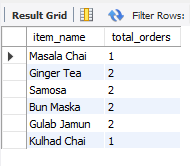 Result Grid Filter Rows:
item_name total_orders
Masala Chai 1
Ginger Tea 2
Samosa 2
Bun Maska 2
Gulab Jamun 2
Kulhad Chai 1